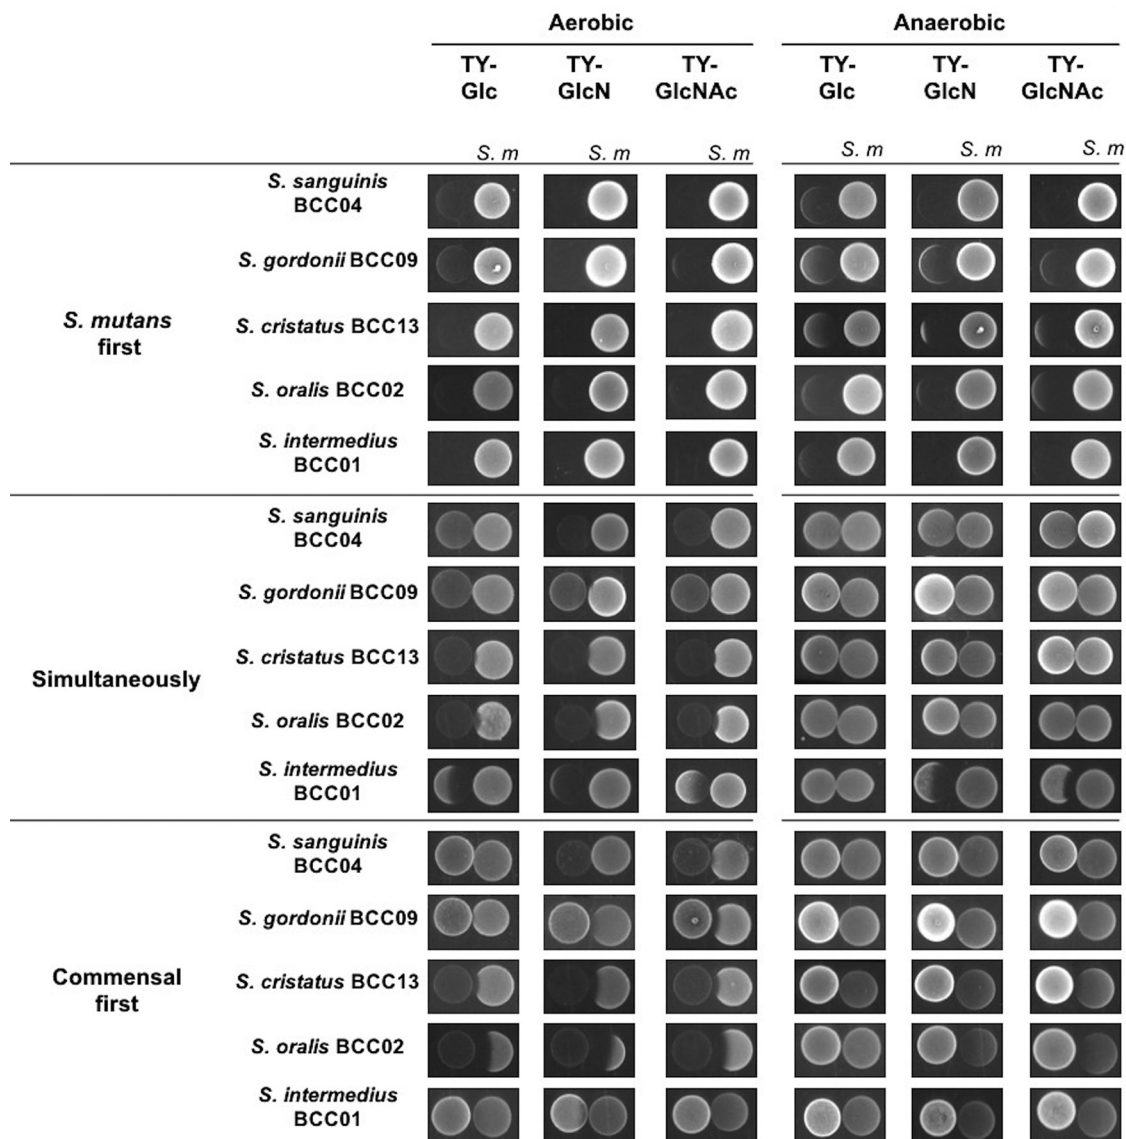 Aerobic Anaerobic
TY- TY- TY- TY- TY- TY-
Glc GlcN GlcNAc Glc GlcN GlcNAc
S. m S. m S. m S. m S. m S. m
S. mutans
first
S. sanguinis
BCC04
S. gordonii BCC09
S. cristatus BCC13
S. oralis BCC02
S. intermedius
BCC01
Simultaneously
S. sanguinis
BCC04
S. gordonii BCC09
S. cristatus BCC13
S. oralis BCC02
S. intermedius
BCC01
Commensal
first
S. sanguinis
BCC04
S. gordonii BCC09
S. cristatus BCC13
S. oralis BCC02
S. intermedius
BCC01